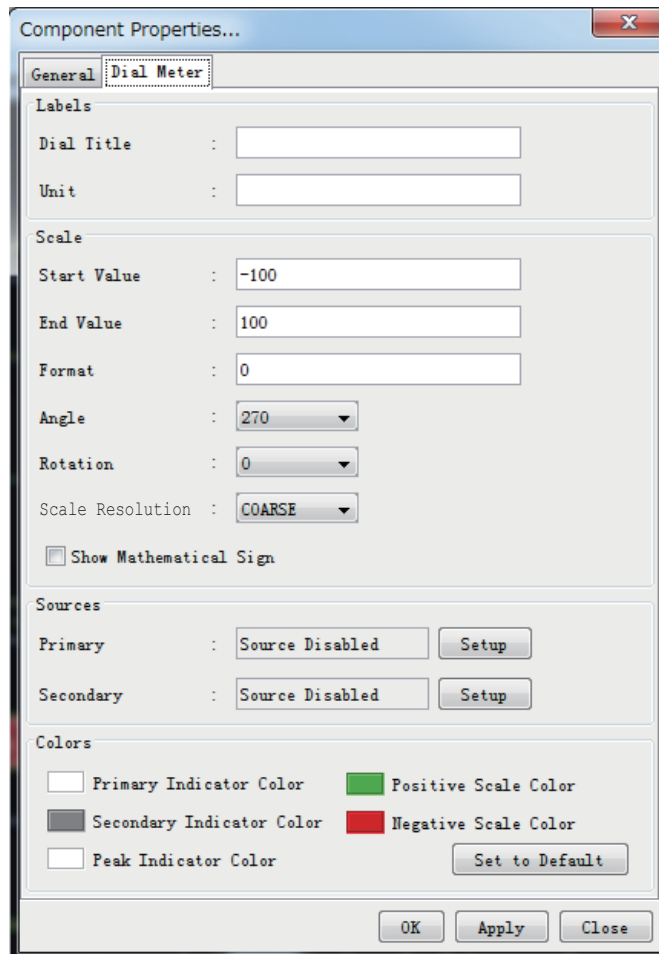 Component Properties...
General Dial Meter
Labels
Dial Title :
Unit :
Scale
Start Value : -100
End Value : 100
Format : 0
Angle : 270
Rotation : 0
Scale Resolution : COARSE
Show Mathematical Sign
Sources
Primary : Source Disabled Setup
Secondary : Source Disabled Setup
Colors
Primary Indicator Color Positive Scale Color
Secondary Indicator Color Negative Scale Color
Peak Indicator Color Set to Default
OK Apply Close